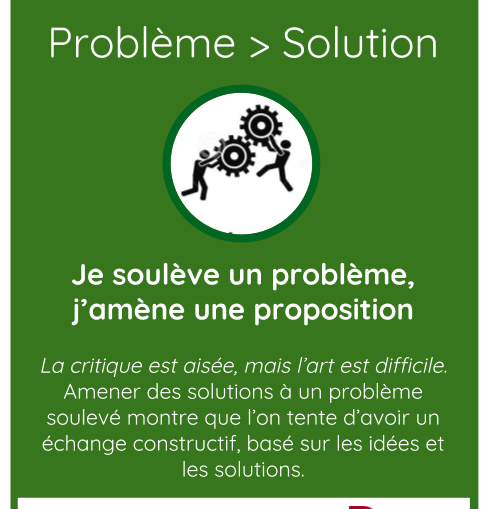 Problème > Solution
Je soulève un problème,
j’amène une proposition
La critique est aisée, mais l’art est difficile.
Amener des solutions à un problème
soulevé montre que l’on tente d’avoir un
échange constructif, basé sur les idées et
les solutions.